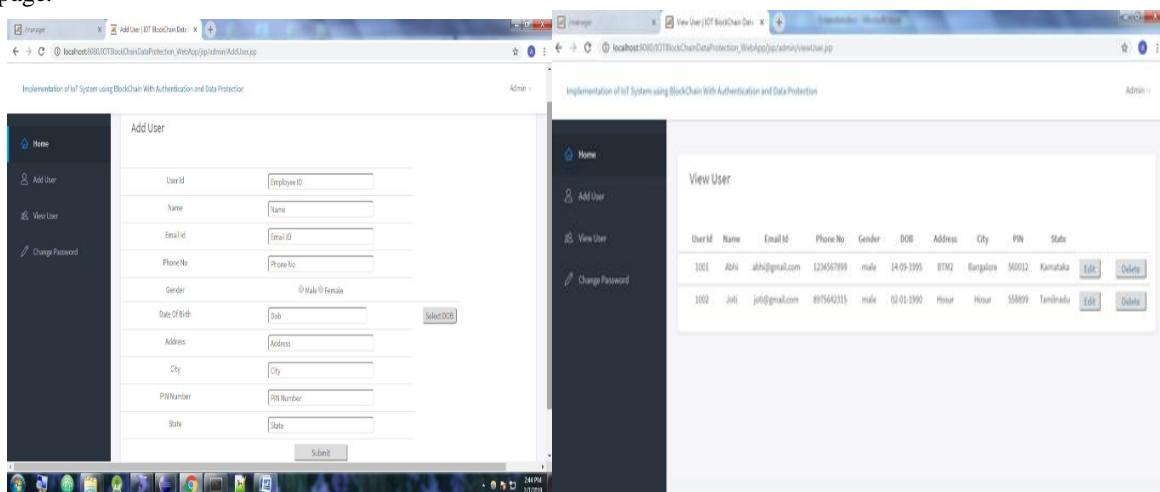 page.
/manager
Add User | IOT BlockChain Data
localhost:8080/IOTBlockChainDataProtection_WebApp/jsp/admin/AddUser.jsp
Implementation of IoT System using BlockChain With Authentication and Data Protection
Admin
Home
Add User
View User
Change Password
Add User
User Id
Employee ID
Name
Name
Email Id
Email ID
Phone No
Phone No
Gender
Male Female
Date Of Birth
Dob
Select DOB
Address
Address
City
City
PIN Number
PIN Number
State
State
Submit
2:44 PM
/manager
View User | IOT BlockChain Data
localhost:8080/IOTBlockChainDataProtection_WebApp/jsp/admin/viewUser.jsp
Implementation of IoT System using BlockChain With Authentication and Data Protection
Admin
Home
Add User
View User
Change Password
View User
User Id Name Email Id Phone No Gender DOB Address City PIN State
1001 Abhi abhi@gmail.com 1234567899 male 14-09-1995 BTM2 Bangalore 560012 Karnataka Edit Delete
1002 Joti joti@gmail.com 8975642315 male 02-01-1990 Hosur Hosur 558899 Tamilnadu Edit Delete